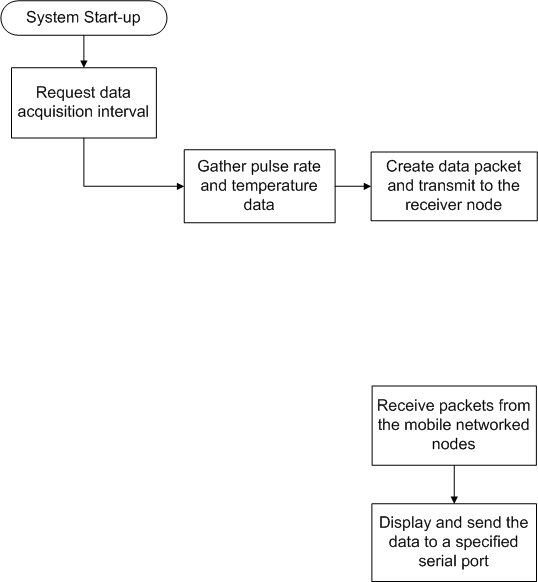 System Start-up
Request data
acquisition interval
Gather pulse rate
and temperature
data
Create data packet
and transmit to the
receiver node
Receive packets from
the mobile networked
nodes
Display and send the
data to a specified
serial port